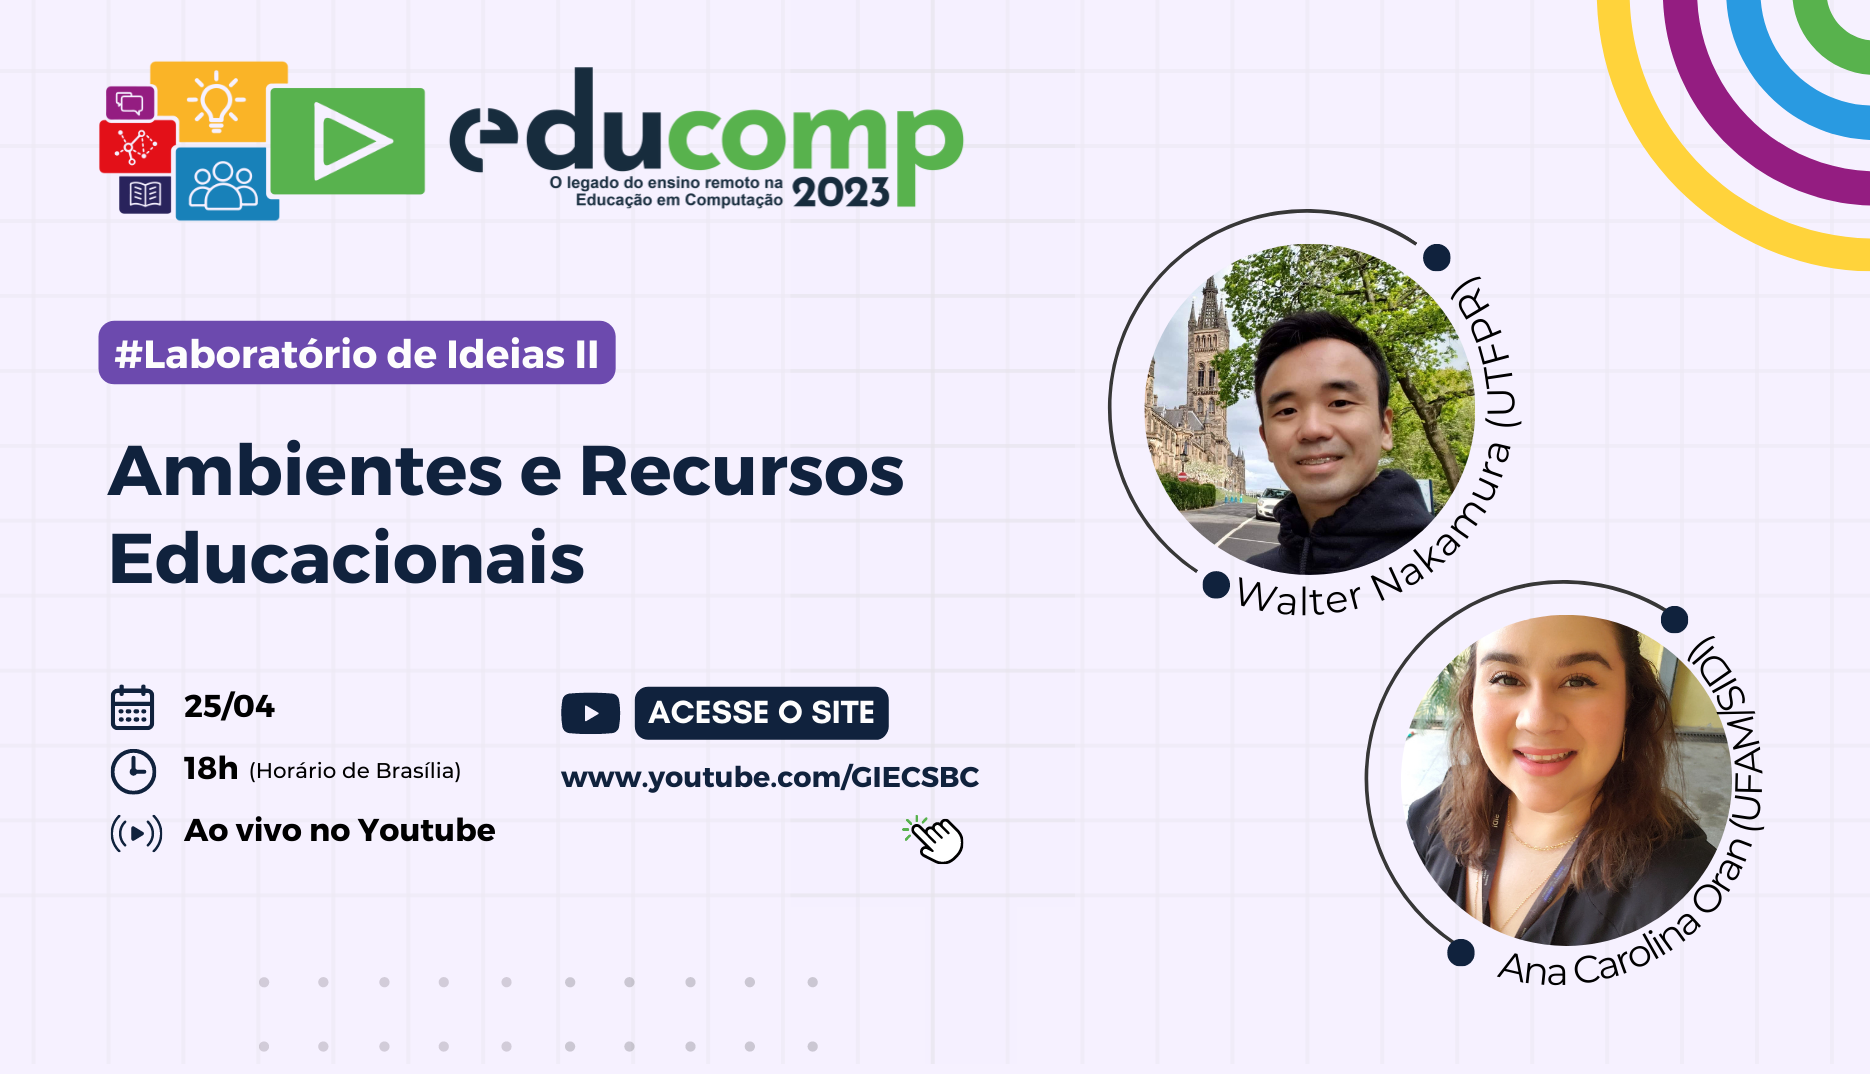 educomp
O legado do ensino remoto na
Educação em Computação
2023
#Laboratório de Ideias II
Ambientes e Recursos
Educacionais
25/04
18h (Horário de Brasília)
Ao vivo no Youtube
ACESSE O SITE
www.youtube.com/GIECSBC
Walter Nakamura (UTFPR)
Ana Carolina Oran (UFAM|SIDI)